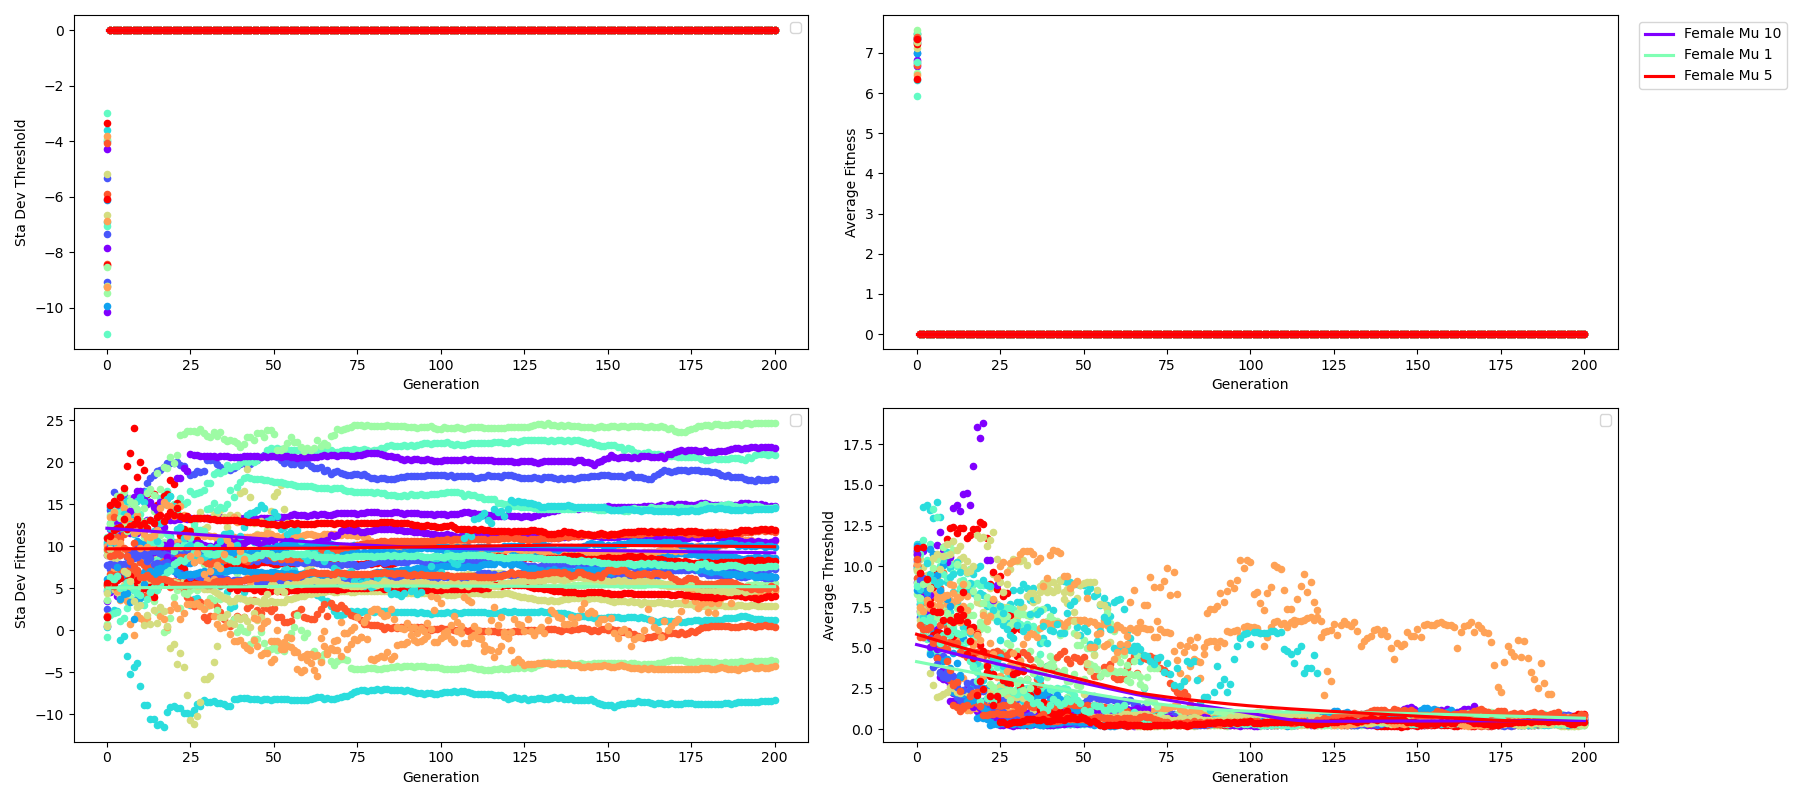 Sta Dev Threshold
0
−2
−4
−6
−8
−10
0 25 50 75 100 125 150 175 200
Generation
Average Fitness
7
6
5
4
3
2
1
0
0 25 50 75 100 125 150 175 200
Generation
Female Mu 10
Female Mu 1
Female Mu 5
Sta Dev Fitness
25
20
15
10
5
0
−5
−10
0 25 50 75 100 125 150 175 200
Generation
Average Threshold
17.5
15.0
12.5
10.0
7.5
5.0
2.5
0.0
0 25 50 75 100 125 150 175 200
Generation